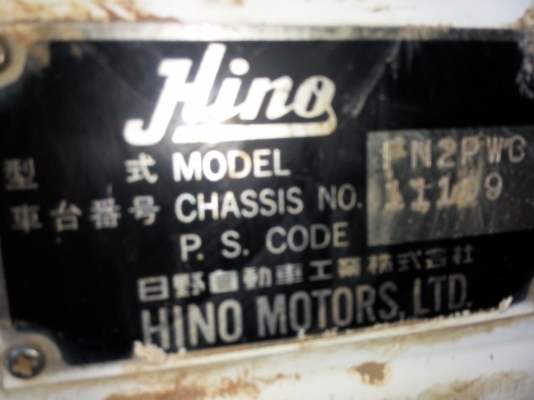 Hino
型 式 MODEL FN2PWC
車台番号 CHASSIS NO.
P. S. CODE
日野自動車工業株式会社
HINO MOTORS, LTD.